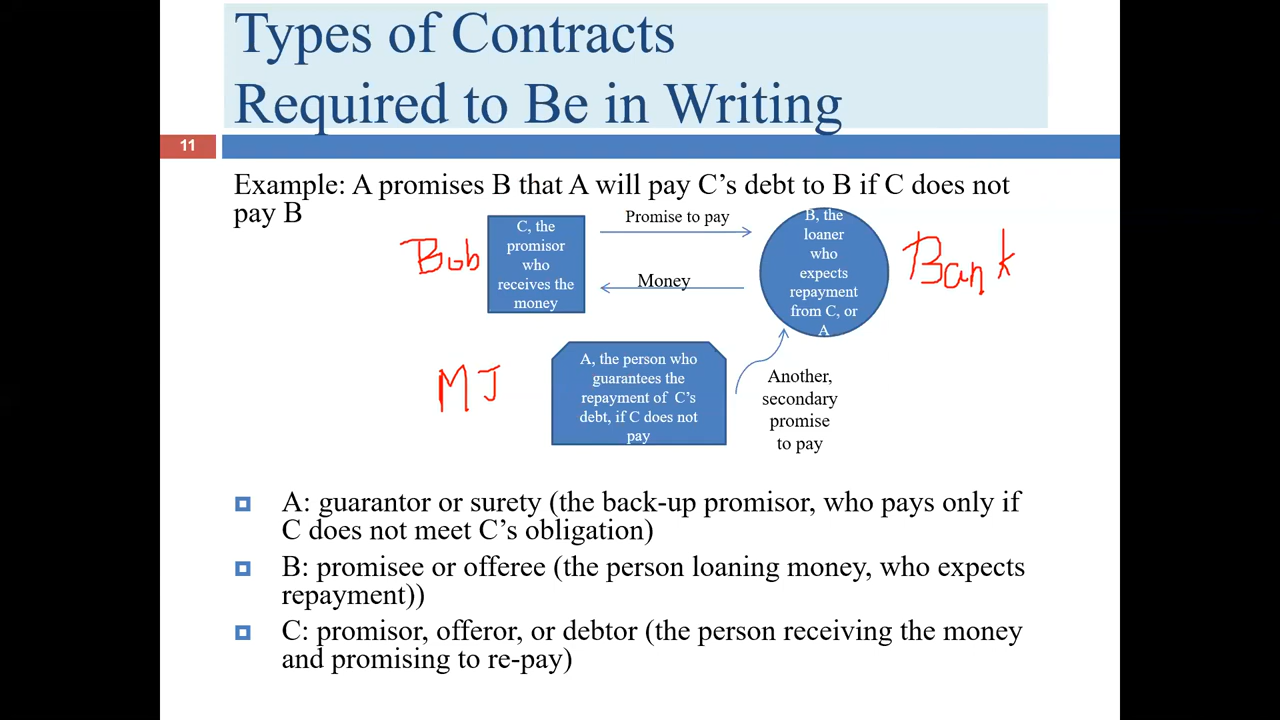 Types of Contracts
Required to Be in Writing
11
Example: A promises B that A will pay C’s debt to B if C does not
pay B
Bob
C, the
promisor
who
receives the
money
Promise to pay
Money
B, the
loaner
who
expects
repayment
from C, or
A
Bank
MJ
A, the person who
guarantees the
repayment of C’s
debt, if C does not
pay
Another,
secondary
promise
to pay
A: guarantor or surety (the back-up promisor, who pays only if
C does not meet C’s obligation)
B: promisee or offeree (the person loaning money, who expects
repayment))
C: promisor, offeror, or debtor (the person receiving the money
and promising to re-pay)